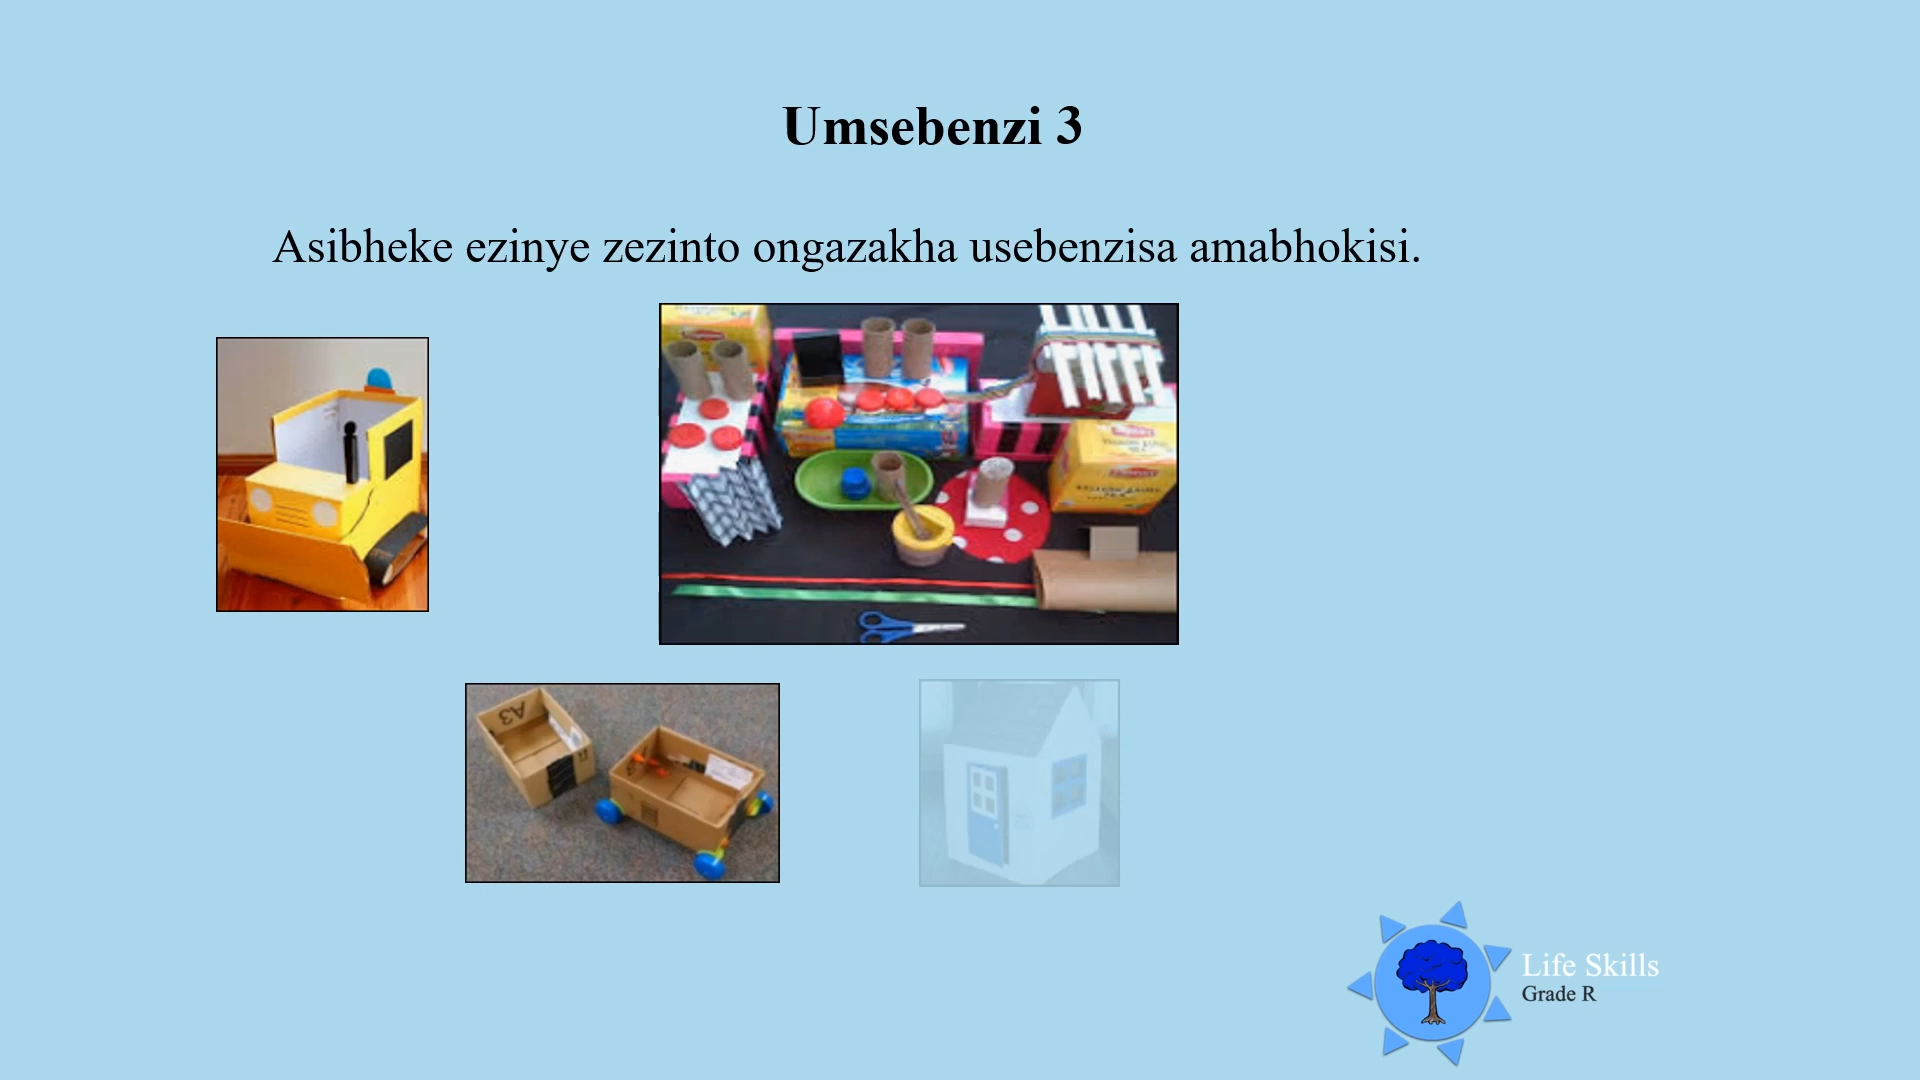 Umsebenzi 3
Asibheke ezinye zezinto ongazakha usebenzisa amabhokisi.
A3
Life Skills
Grade R